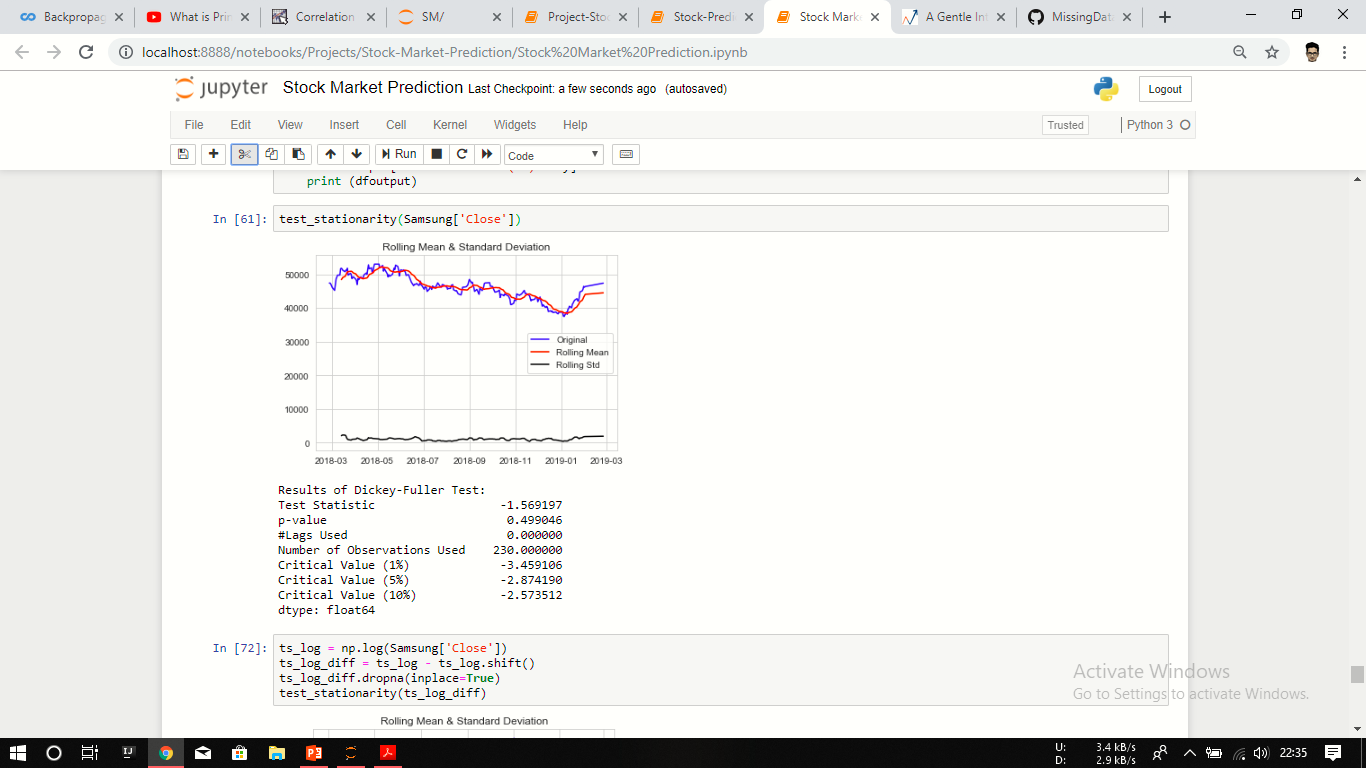 Backpropag
What is Prin
Correlation
SM/
Project-Stoc
Stock-Predi
Stock Mark
A Gentle Int
MissingData
localhost:8888/notebooks/Projects/Stock-Market-Prediction/Stock%20Market%20Prediction.ipynb
jupyter Stock Market Prediction Last Checkpoint: a few seconds ago (autosaved)
Logout
File Edit View Insert Cell Kernel Widgets Help
Trusted
Python 3
Run
Code
print (dfoutput)
In [61]: test_stationarity(Samsung['Close'])
Rolling Mean & Standard Deviation
50000
40000
30000
20000
10000
0
Original
Rolling Mean
Rolling Std
2018-03 2018-05 2018-07 2018-09 2018-11 2019-01 2019-03
Results of Dickey-Fuller Test:
Test Statistic -1.569197
p-value 0.499046
#Lags Used 0.000000
Number of Observations Used 230.000000
Critical Value (1%) -3.459106
Critical Value (5%) -2.874190
Critical Value (10%) -2.573512
dtype: float64
In [72]: ts_log = np.log(Samsung['Close'])
ts_log_diff = ts_log - ts_log.shift()
ts_log_diff.dropna(inplace=True)
test_stationarity(ts_log_diff)
Rolling Mean & Standard Deviation
Activate Windows
Go to Settings to activate Windows.
U: 3.4 kB/s
D: 2.9 kB/s
22:35